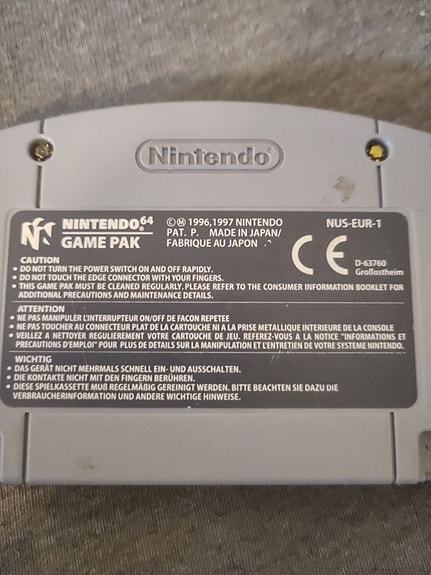 Nintendo
NINTENDO 64
GAME PAK
©Ⓜ 1996,1997 NINTENDO
PAT. P. MADE IN JAPAN/
FABRIQUE AU JAPON
NUS-EUR-1
CE
D-63760
Großostheim
CAUTION
• DO NOT TURN THE POWER SWITCH ON AND OFF RAPIDLY.
• DO NOT TOUCH THE EDGE CONNECTOR WITH YOUR FINGERS.
• THIS GAME PAK MUST BE CLEANED REGULARLY. PLEASE REFER TO THE CONSUMER INFORMATION BOOKLET FOR
ADDITIONAL PRECAUTIONS AND MAINTENANCE DETAILS.
ATTENTION
• NE PAS MANIPULER L'INTERRUPTEUR ON/OFF DE FACON REPETEE
• NE PAS TOUCHER AU CONNECTEUR PLAT DE LA CARTOUCHE NI A LA PRISE METALLIQUE INTERIEURE DE LA CONSOLE
• VEILLEZ A NETTOYER REGULIEREMENT VOTRE CARTOUCHE DE JEU. REFEREZ-VOUS A LA NOTICE "INFORMATIONS ET
PRECAUTIONS D'EMPLOI" POUR PLUS DE DETAILS SUR LA MANIPULATION ET L'ENTRETIEN DE VOTRE SYSTEME NINTENDO.
WICHTIG
• DAS GERÄT NICHT MEHRMALS SCHNELL EIN- UND AUSSCHALTEN.
• DIE KONTAKTE NICHT MIT DEN FINGERN BERÜHREN.
• DIESE SPIELKASSETTE MUß REGELMÄßIG GEREINIGT WERDEN. BITTE BEACHTEN SIE DAZU DIE
VERBRAUCHERINFORMATION UND ANDERE WICHTIGE HINWEISE.